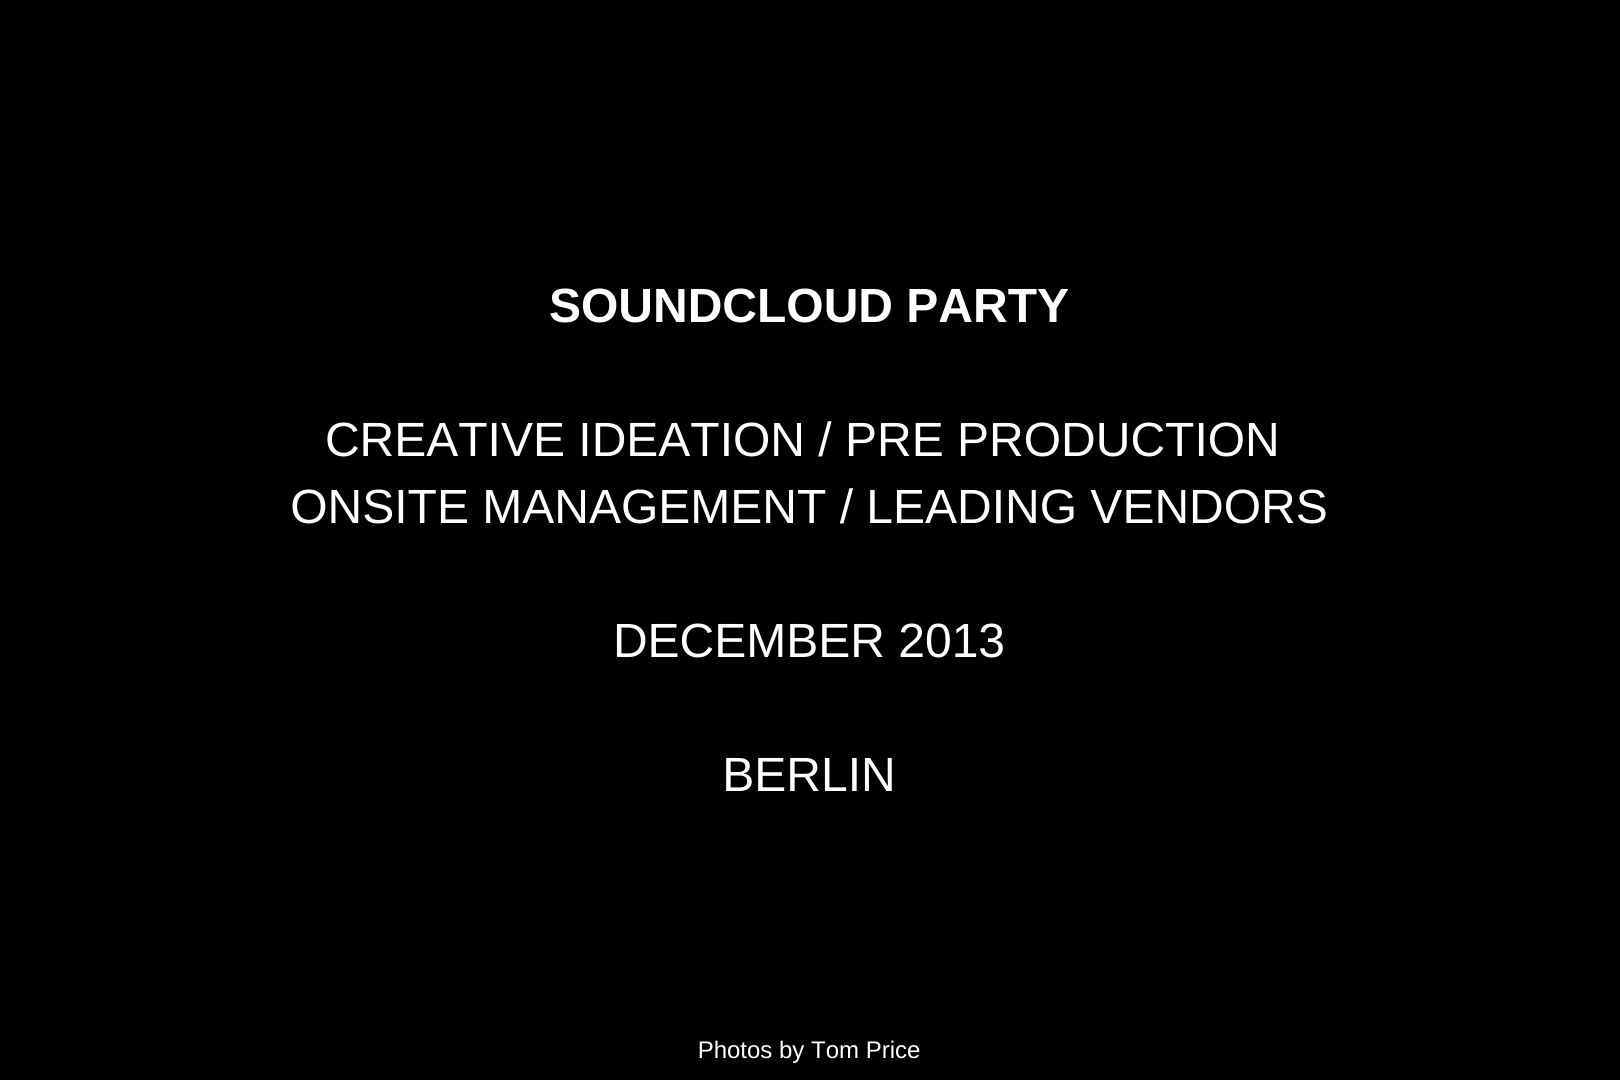 SOUNDCLOUD PARTY
CREATIVE IDEATION / PRE PRODUCTION
ONSITE MANAGEMENT / LEADING VENDORS
DECEMBER 2013
BERLIN
Photos by Tom Price